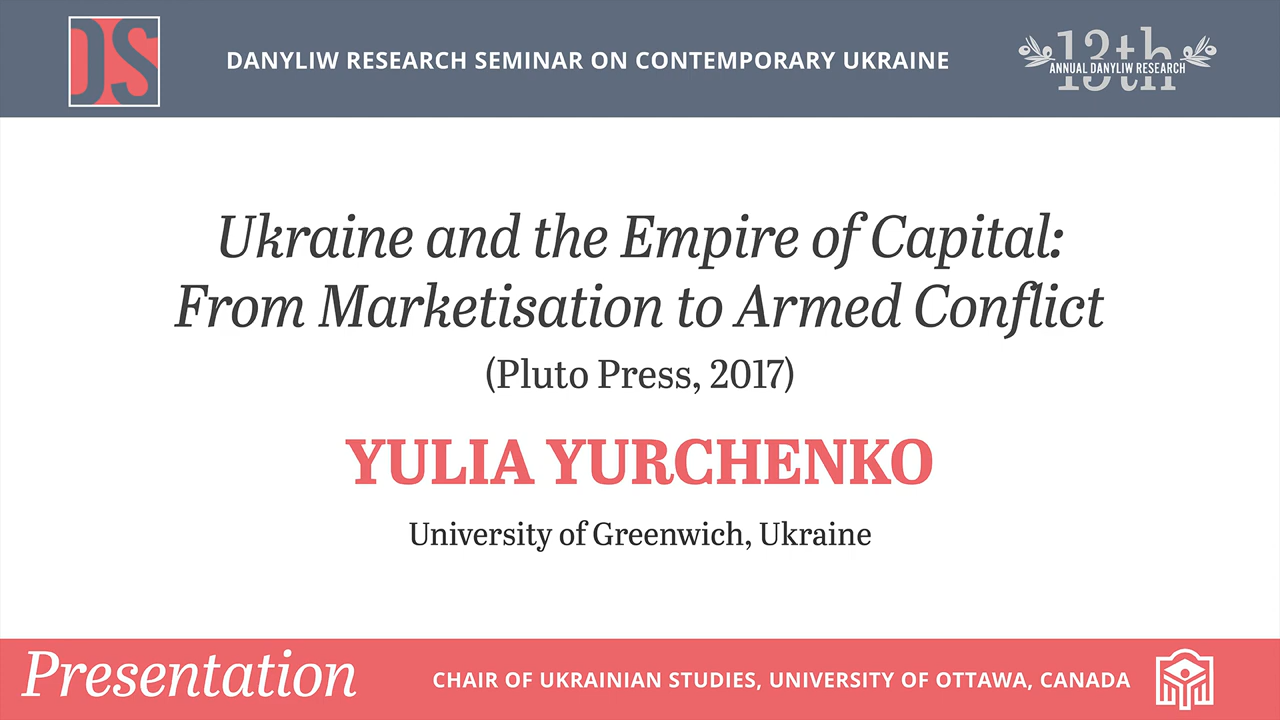 DS
DANYLIW RESEARCH SEMINAR ON CONTEMPORARY UKRAINE
13th
ANNUAL DANYLIW RESEARCH
Ukraine and the Empire of Capital:
From Marketisation to Armed Conflict
(Pluto Press, 2017)
YULIA YURCHENKO
University of Greenwich, Ukraine
Presentation
CHAIR OF UKRAINIAN STUDIES, UNIVERSITY OF OTTAWA, CANADA